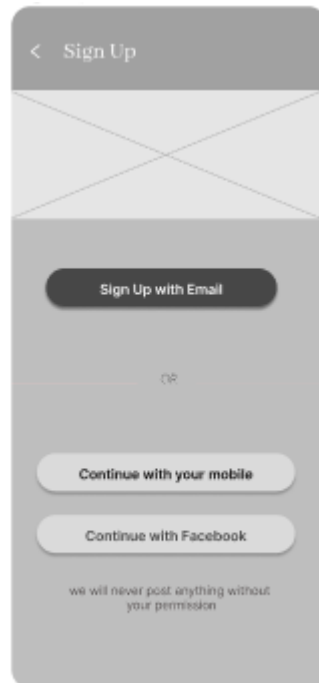 Sign Up
Sign Up with Email
OR
Continue with your mobile
Continue with Facebook
we will never post anything without
your permission